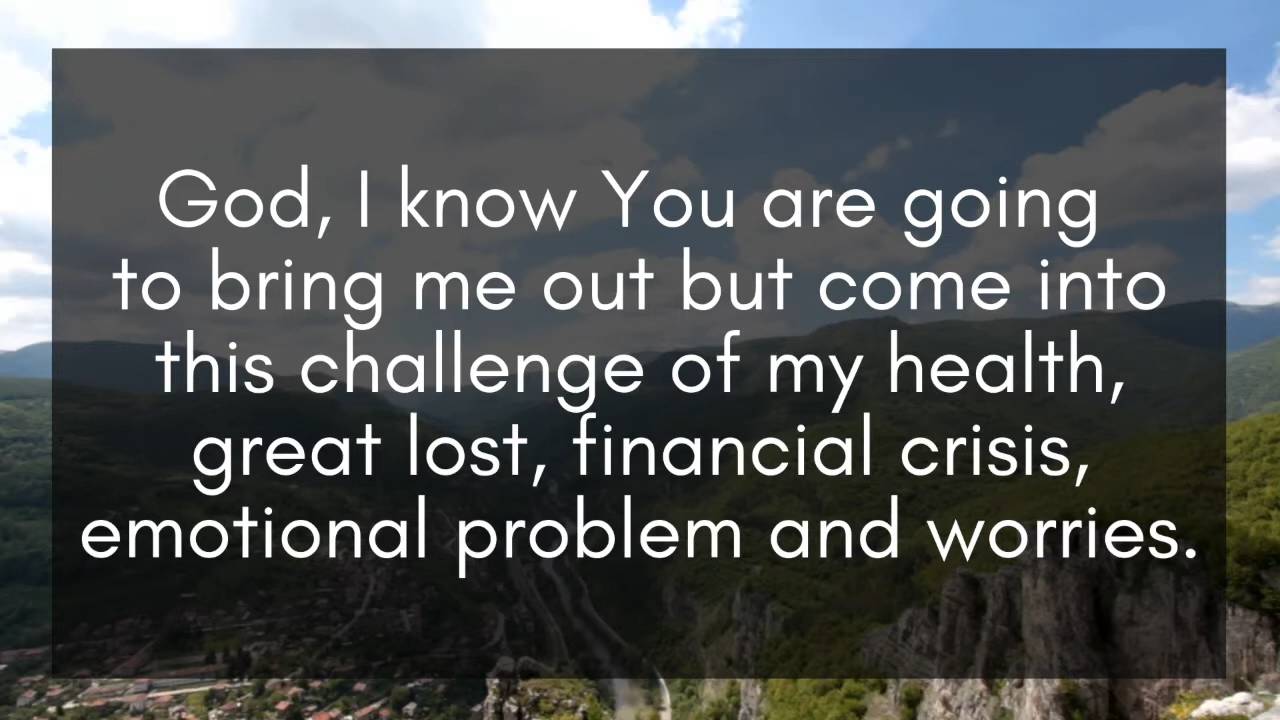 God, I know You are going
to bring me out but come into
this challenge of my health,
great lost, financial crisis,
emotional problem and worries.